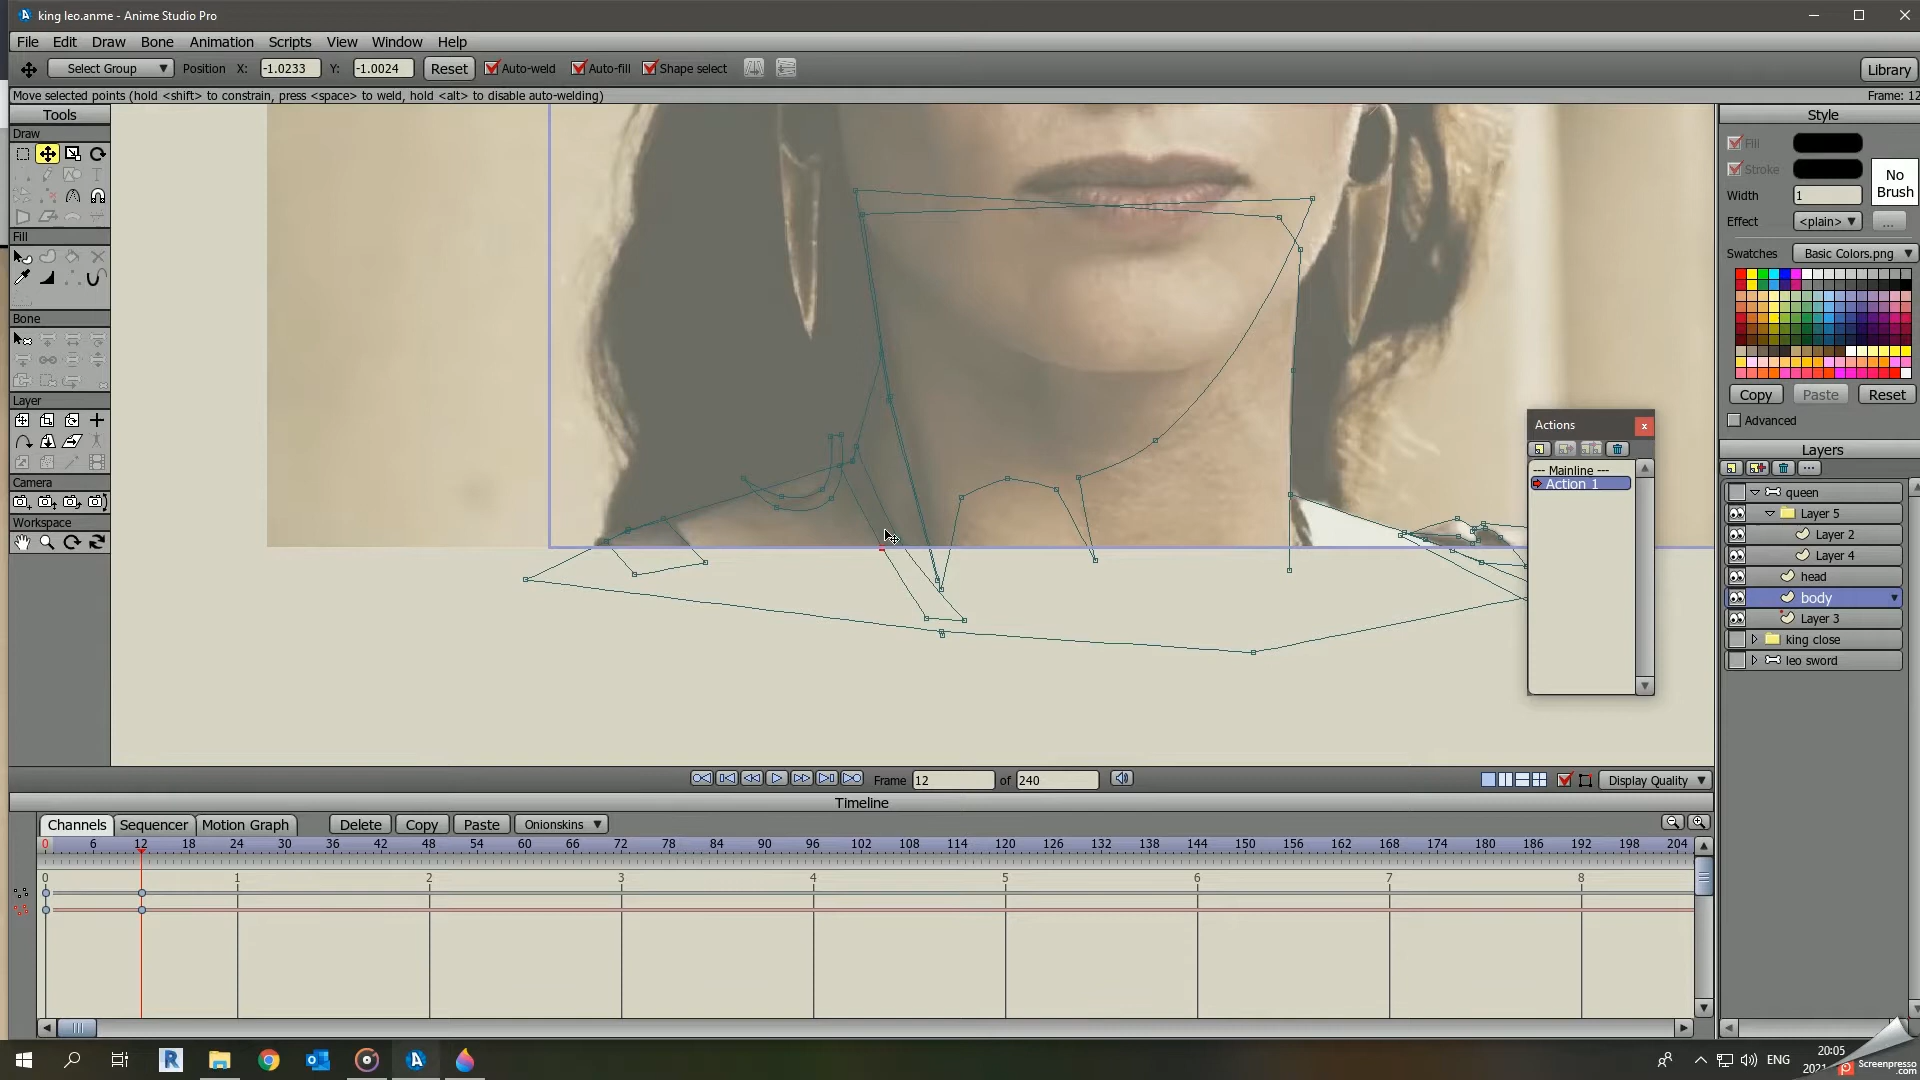 king leo.anme - Anime Studio Pro
File Edit Draw Bone Animation Scripts View Window Help
Select Group Position X: -1.0233 Y: -1.0024 Reset Auto-weld Auto-fill Shape select Library
Move selected points (hold <shift> to constrain, press <space> to weld, hold <alt> to disable auto-welding) Frame: 12
Tools
Draw
T
Fill
Bone
Layer
Camera
Workspace
Style
Fill
Stroke
No
Brush
Width 1
Effect <plain> ...
Swatches Basic Colors.png
Copy Paste Reset
Advanced
Actions
x
--- Mainline ---
Action 1
Layers
queen
Layer 5
Layer 2
Layer 4
head
body
Layer 3
king close
leo sword
Frame 12 of 240 Display Quality
Timeline
Channels Sequencer Motion Graph Delete Copy Paste Onionskins
0 6 12 18 24 30 36 42 48 54 60 66 72 78 84 90 96 102 108 114 120 126 132 138 144 150 156 162 168 174 180 186 192 198 204
0 1 2 3 4 5 6 7 8
R
ENG
20:05
2021
Screenpresso
.com